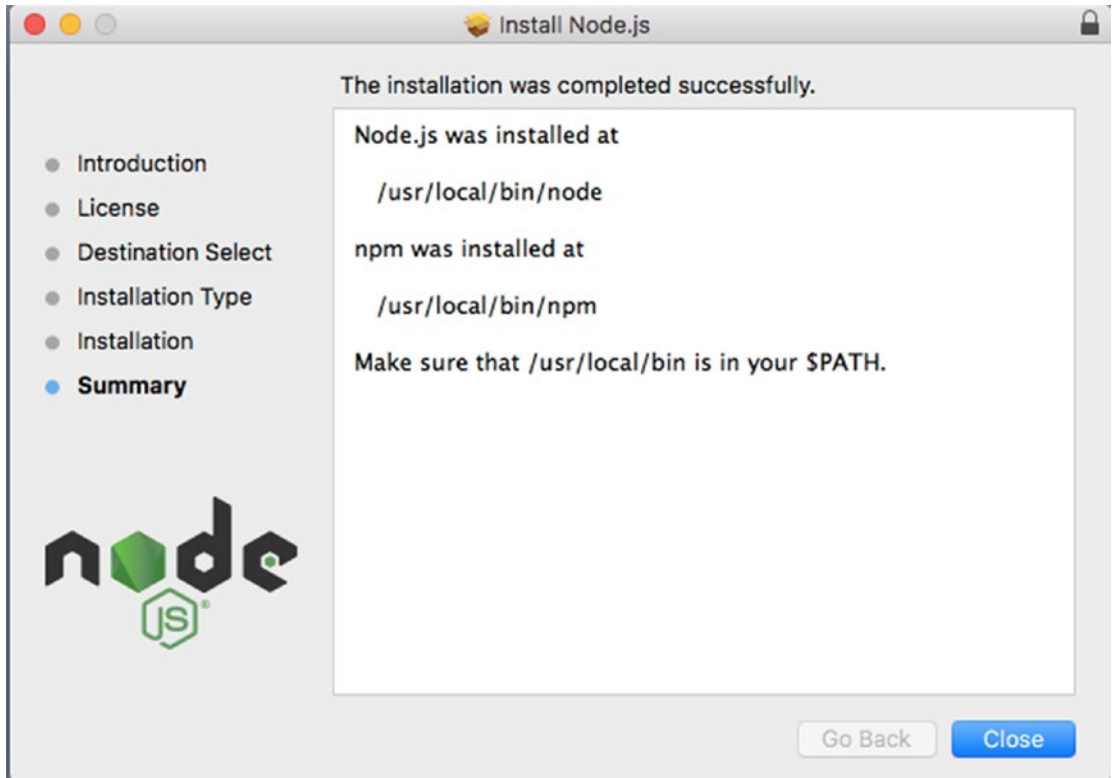 Install Node.js
The installation was completed successfully.
Introduction
License
Destination Select
Installation Type
Installation
Summary
node
JS®
Node.js was installed at
/usr/local/bin/node
npm was installed at
/usr/local/bin/npm
Make sure that /usr/local/bin is in your $PATH.
Go Back
Close